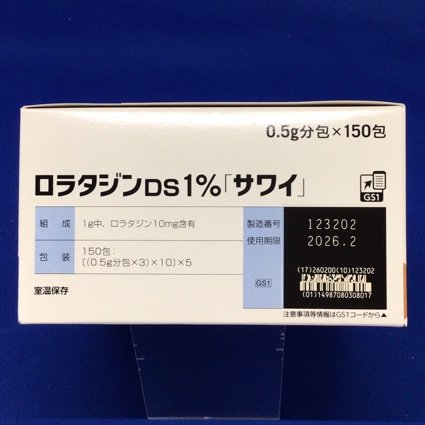 0.5g分包×150包
ロラタジンDS1%「サワイ」
GS1
組成 1g中、ロラタジン10mg含有
包装 150包:
[(0.5g分包×3)×10]×5
室温保存
製造番号 123202
使用期限 2026.2
GS1
(17)260200(10)123202
(01)14987080308017
注意事項等情報はGS1コードから▲